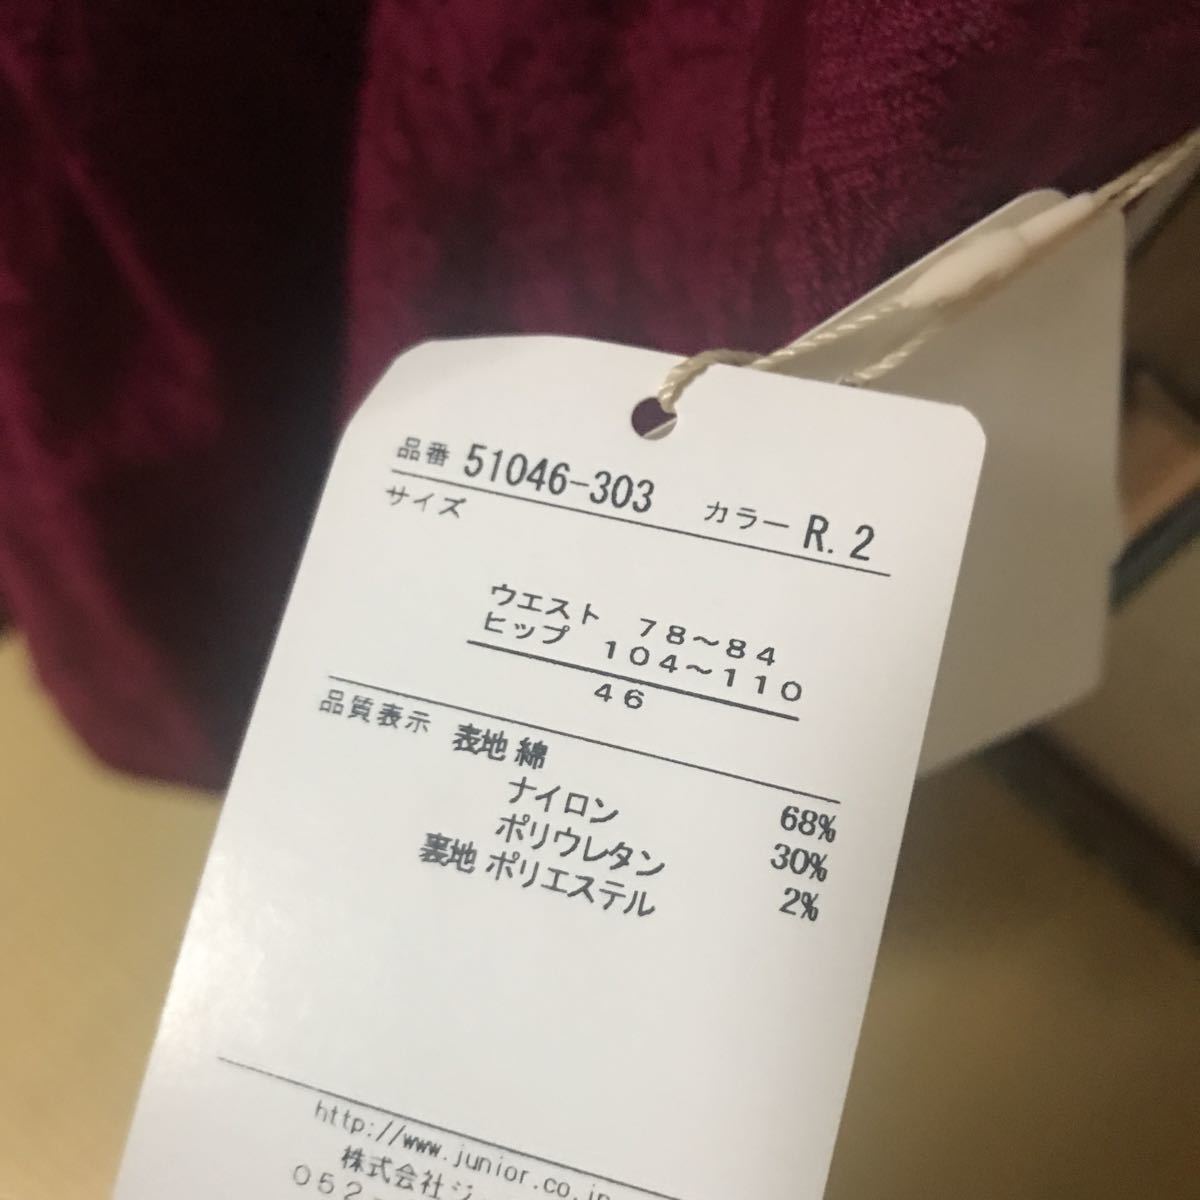 品番 51046-303 カラー R.2
サイズ
ウエスト 78～84
ヒップ 104～110
46
品質表示 表地 綿 68%
ナイロン 30%
ポリウレタン 2%
裏地 ポリエステル
http://www.junior.co.jp
株式会社ジ
052-